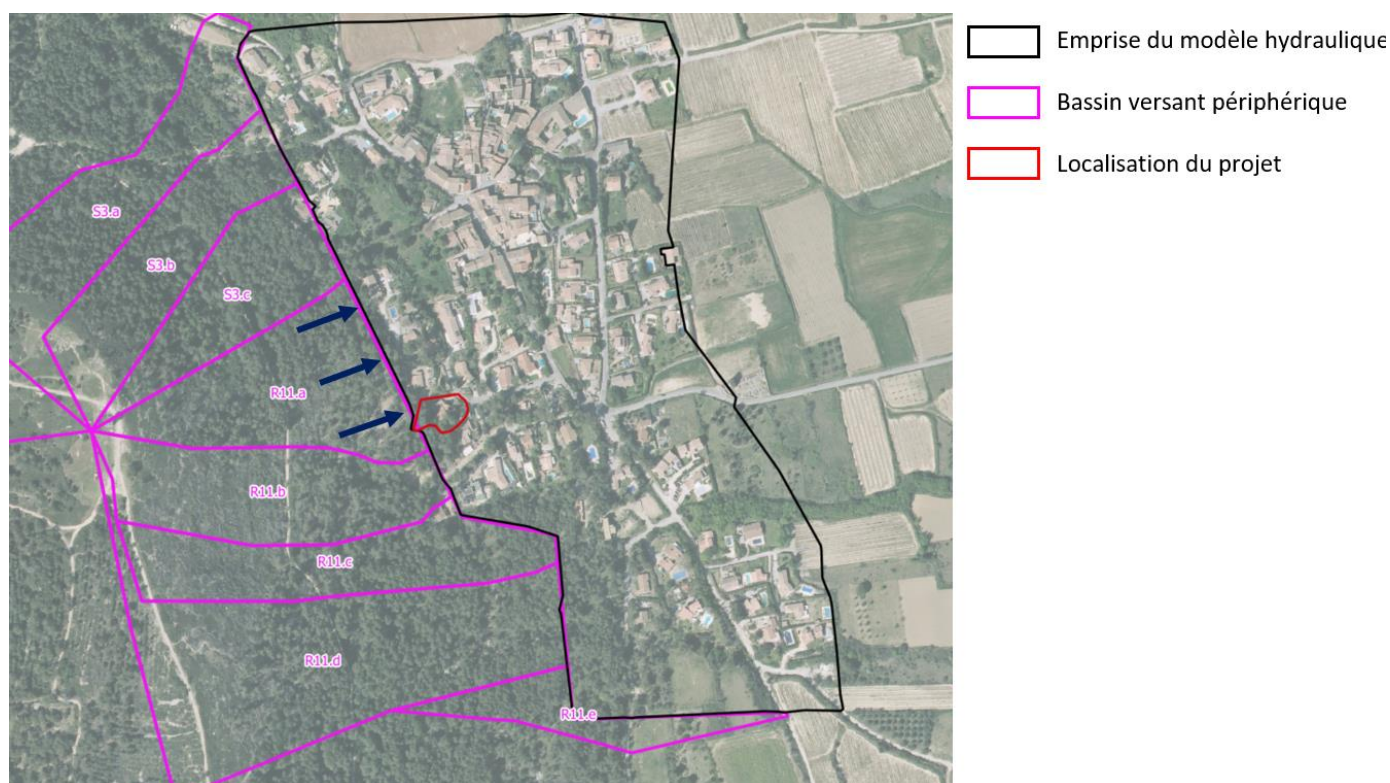 Emprise du modèle hydraulique
Bassin versant périphérique
Localisation du projet
S3.a
S3.b
S3.c
R11.a
R11.b
R11.c
R11.d
R11.e